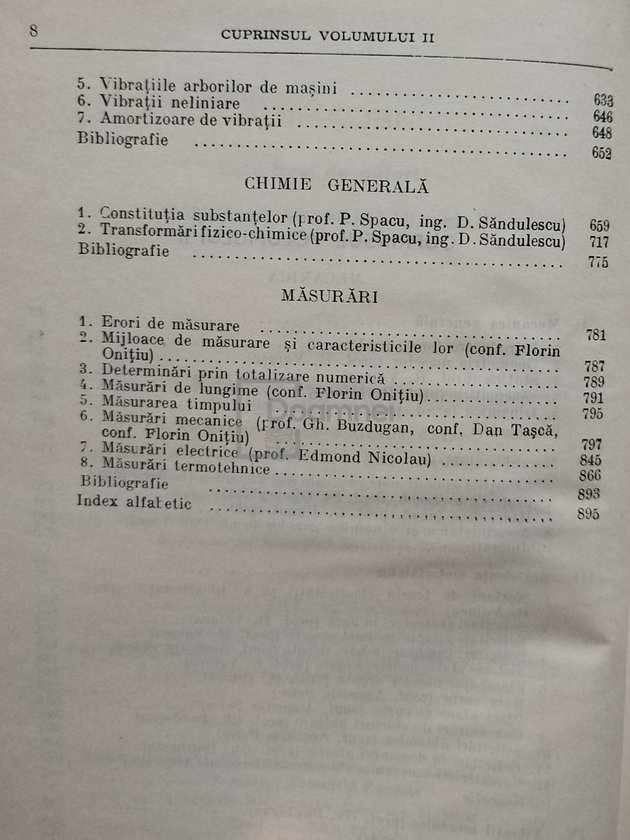 8 CUPRINSUL VOLUMULUI II
5. Vibrațiile arborilor de mașini 633
6. Vibrații neliniare 646
7. Amortizoare de vibrații 648
Bibliografie 652
CHIMIE GENERALĂ
1. Constituția substanțelor (prof. P. Spacu, ing. D. Săndulescu) 659
2. Transformări fizico-chimice (prof. P. Spacu, ing. D. Săndulescu) 717
Bibliografie 775
MĂSURĂRI
1. Erori de măsurare 781
2. Mijloace de măsurare și caracteristicile lor (conf. Florin
Onițiu) 787
3. Determinări prin totalizare numerică 789
4. Măsurări de lungime (conf. Florin Onițiu) 791
5. Măsurarea timpului 795
6. Măsurări mecanice (prof. Gh. Buzdugan, conf. Dan Tașcă,
conf. Florin Onițiu) 797
7. Măsurări electrice (prof. Edmond Nicolau) 845
8. Măsurări termotehnice 866
Bibliografie 893
Index alfabetic 895